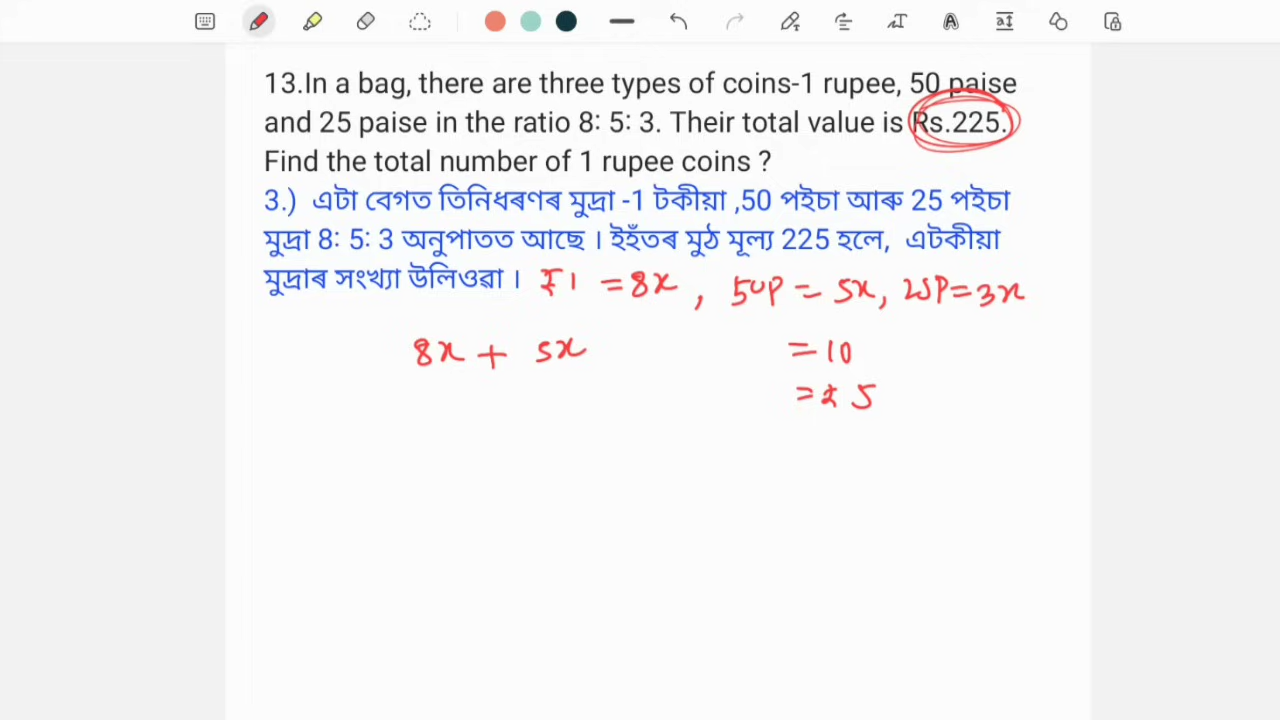 13.In a bag, there are three types of coins-1 rupee, 50 paise
and 25 paise in the ratio 8: 5: 3. Their total value is Rs.225.
Find the total number of 1 rupee coins ?
3.) এটা বেগত তিনিধৰণৰ মুদ্ৰা -1 টকীয়া ,50 পইচা আৰু 25 পইচা
মুদ্ৰা 8: 5: 3 অনুপাতত আছে । ইহঁতৰ মুঠ মূল্য 225 হলে, এটকীয়া
মুদ্ৰাৰ সংখ্যা উলিওৱা । ₹1 = 8x , 50P = 5x, 25P = 3x
8x + 5x = 10
= ₹ 5